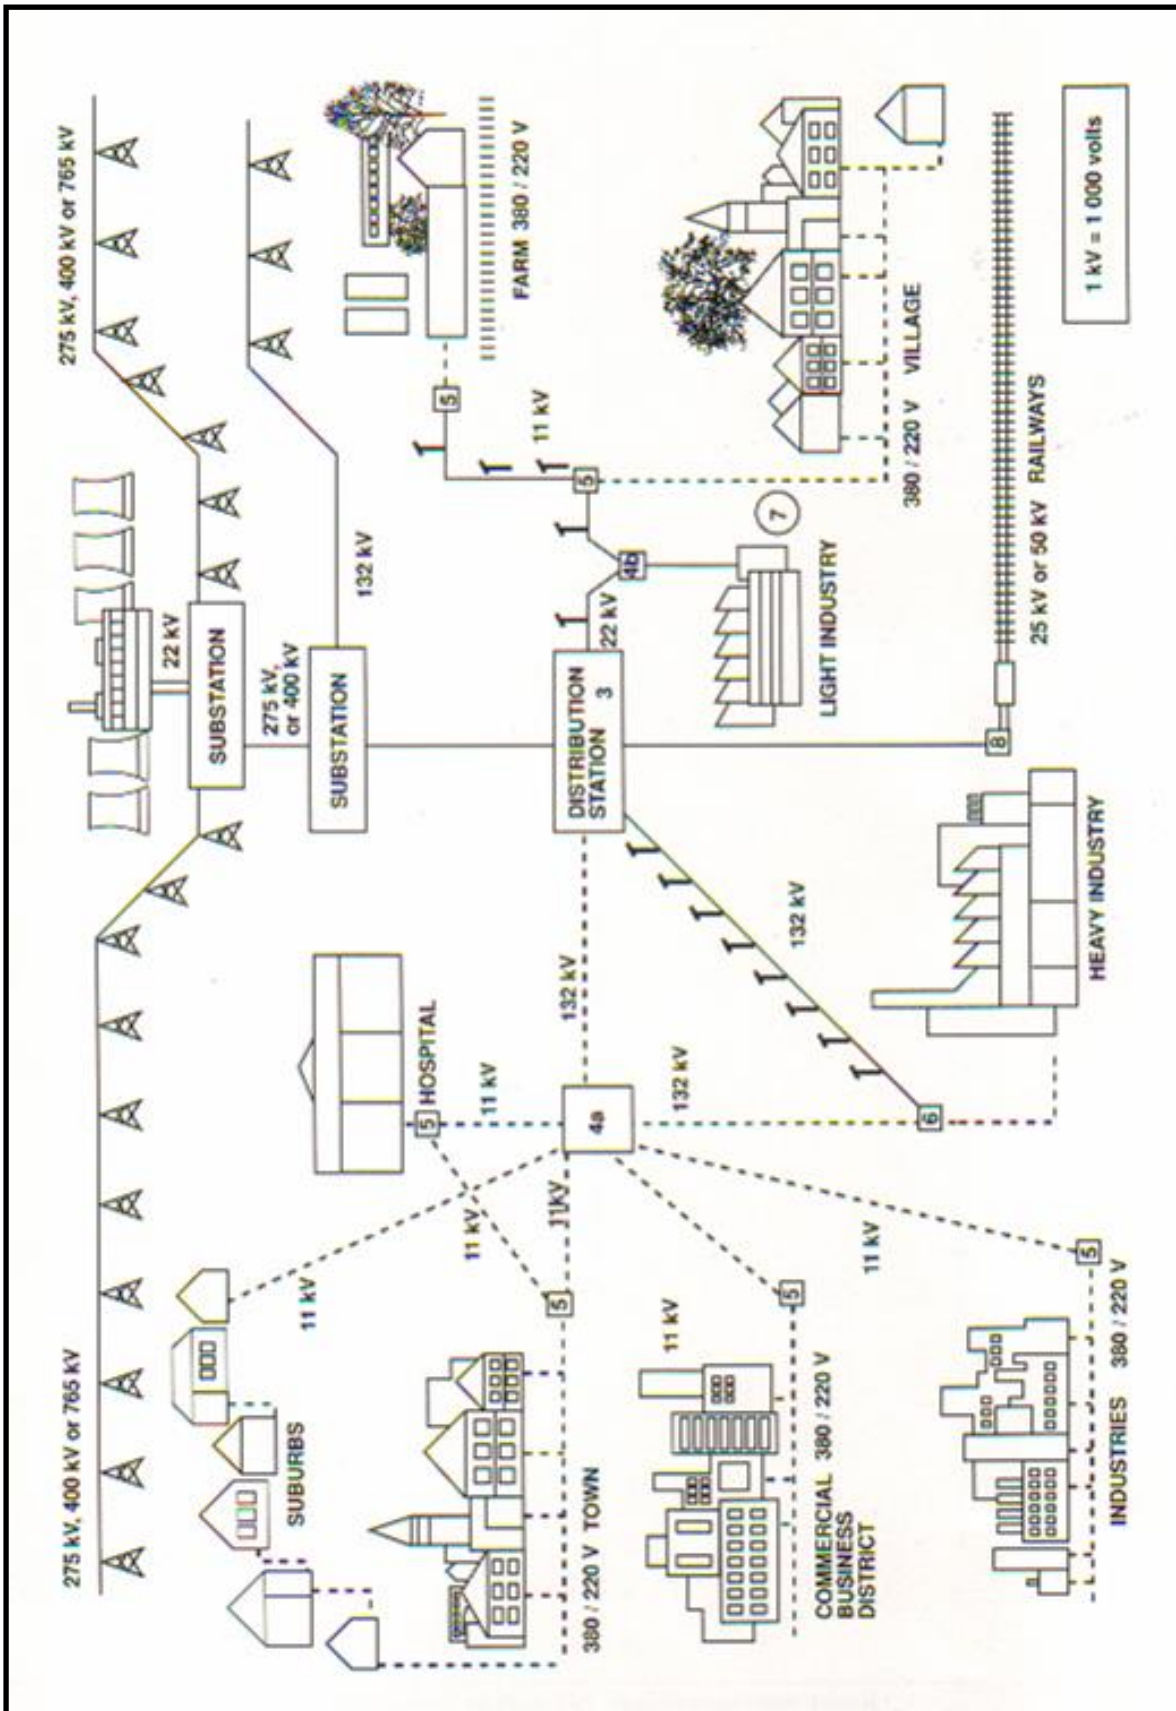 275 kV, 400 kV or 765 kV
275 kV, 400 kV or 765 kV
22 kV
SUBSTATION
275 kV,
or 400 kV
SUBSTATION
132 kV
SUBURBS
11 kV
HOSPITAL
5
11 kV
11 kV
11kV
5
380 / 220 V TOWN
4a
132 kV
DISTRIBUTION
STATION 3
22 kV
4b
5
11 kV
5
FARM 380 / 220 V
LIGHT INDUSTRY
7
380 / 220 V VILLAGE
132 kV
132 kV
6
HEAVY INDUSTRY
11 kV
5
COMMERCIAL 380 / 220 V
BUSINESS
DISTRICT
11 kV
5
INDUSTRIES 380 / 220 V
8
25 kV or 50 kV RAILWAYS
1 kV = 1 000 volts